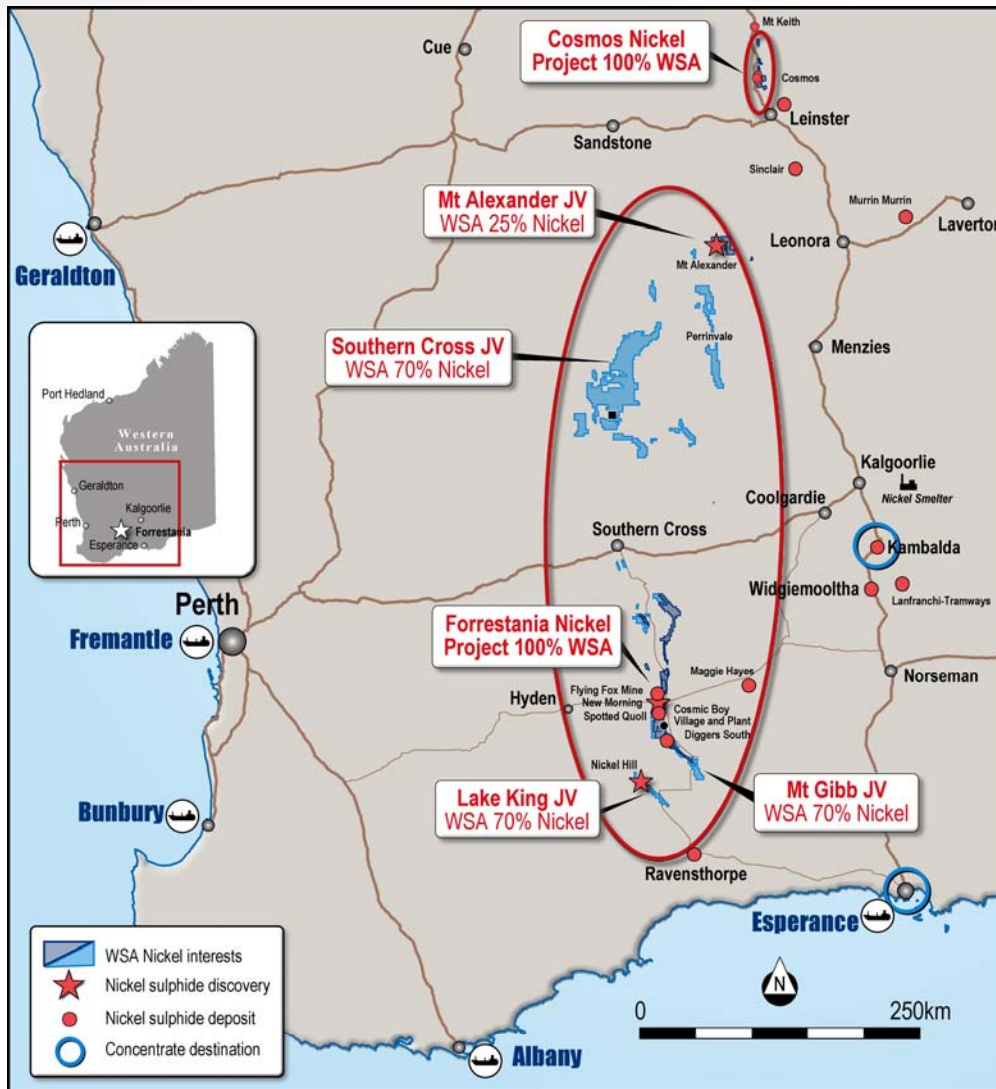 Mt Keith
Cue
Cosmos Nickel
Project 100% WSA
Cosmos
Leinster
Sandstone
Sinclair
Mt Alexander JV
WSA 25% Nickel
Murrin Murrin
Laverton
Leonora
Mt Alexander
Geraldton
Perrinvale
Menzies
Southern Cross JV
WSA 70% Nickel
Port Hedland
Western
Australia
Geraldton
Kalgoorlie
Perth
Forrestania
Esperance
Kalgoorlie
Nickel Smelter
Coolgardie
Southern Cross
Kambalda
Widgiemooltha
Lanfranchi-Tramways
Perth
Fremantle
Forrestania Nickel
Project 100% WSA
Maggie Hayes
Norseman
Hyden
Flying Fox Mine
New Morning
Spotted Quoll
Cosmic Boy
Village and Plant
Diggers South
Nickel Hill
Lake King JV
WSA 70% Nickel
Mt Gibb JV
WSA 70% Nickel
Bunbury
Ravensthorpe
Esperance
WSA Nickel interests
Nickel sulphide discovery
Nickel sulphide deposit
Concentrate destination
N
0 250km
Albany